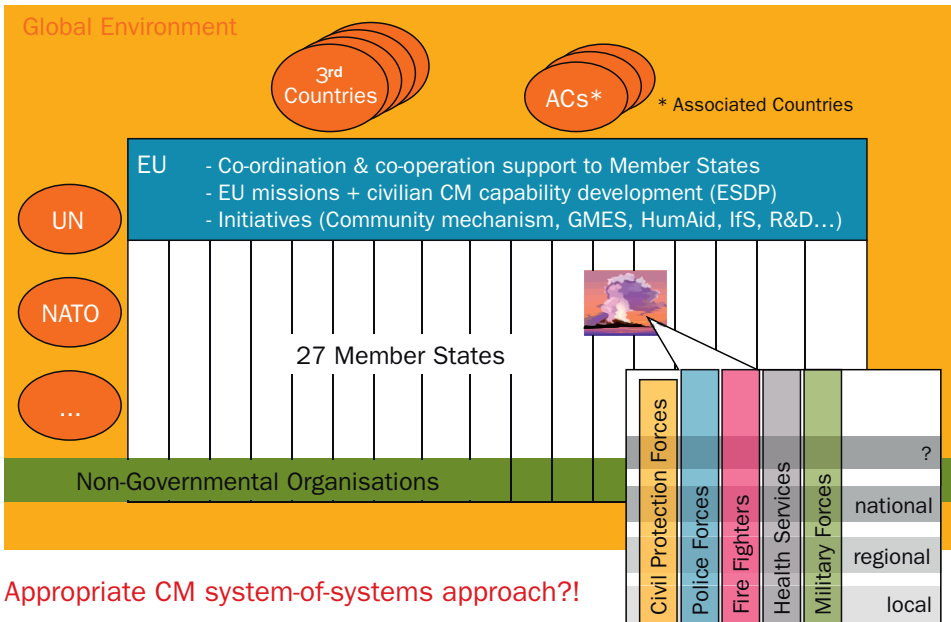 Global Environment
3rd
Countries
ACs*
* Associated Countries
EU
- Co-ordination & co-operation support to Member States
- EU missions + civilian CM capability development (ESDP)
- Initiatives (Community mechanism, GMES, HumAid, IfS, R&D...)
UN
NATO
...
27 Member States
Non-Governmental Organisations
Civil Protection Forces
Police Forces
Fire Fighters
Health Services
Military Forces
?
national
regional
local
Appropriate CM system-of-systems approach?!